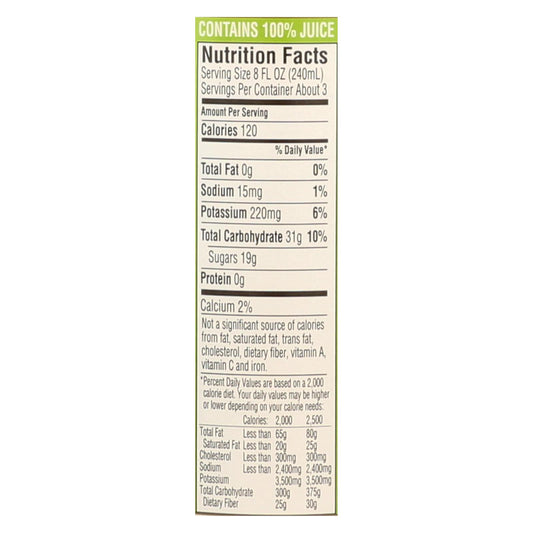 CONTAINS 100% JUICE
Nutrition Facts
Serving Size 8 FL OZ (240mL)
Servings Per Container About 3
Amount Per Serving
Calories 120
% Daily Value*
Total Fat 0g 0%
Sodium 15mg 1%
Potassium 220mg 6%
Total Carbohydrate 31g 10%
Sugars 19g
Protein 0g
Calcium 2%
Not a significant source of calories
from fat, saturated fat, trans fat,
cholesterol, dietary fiber, vitamin A,
vitamin C and iron.
*Percent Daily Values are based on a 2,000
calorie diet. Your daily values may be higher
or lower depending on your calorie needs:
Calories: 2,000 2,500
Total Fat Less than 65g 80g
Saturated Fat Less than 20g 25g
Cholesterol Less than 300mg 300mg
Sodium Less than 2,400mg 2,400mg
Potassium 3,500mg 3,500mg
Total Carbohydrate 300g 375g
Dietary Fiber 25g 30g